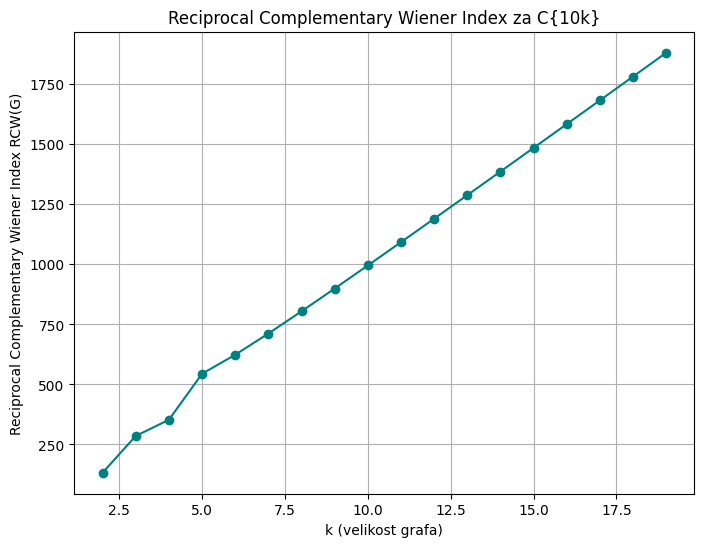 Reciprocal Complementary Wiener Index za C{10k}
Reciprocal Complementary Wiener Index RCW(G)
1750
1500
1250
1000
750
500
250
2.5 5.0 7.5 10.0 12.5 15.0 17.5
k (velikost grafa)